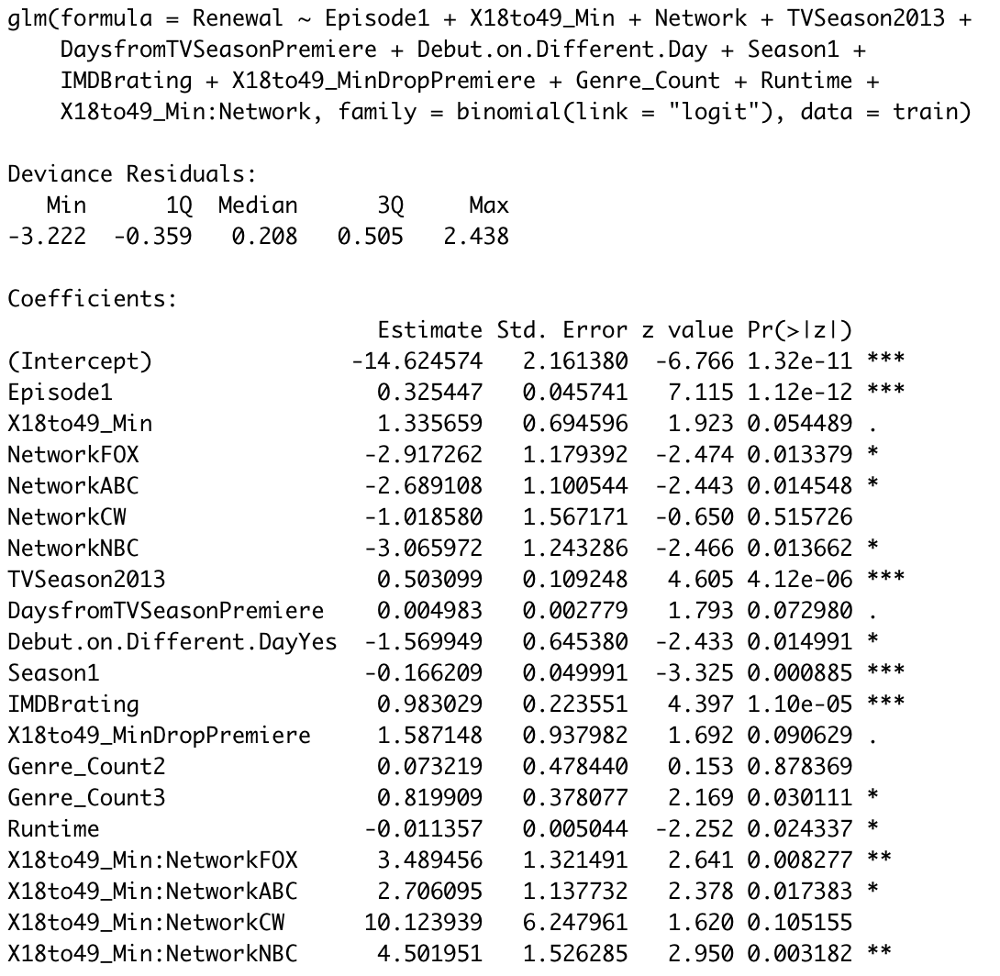 glm(formula = Renewal ~ Episode1 + X18to49_Min + Network + TVSeason2013 +
    DaysfromTVSeasonPremiere + Debut.on.Different.Day + Season1 +
    IMDBrating + X18to49_MinDropPremiere + Genre_Count + Runtime +
    X18to49_Min:Network, family = binomial(link = "logit"), data = train)

Deviance Residuals:
   Min      1Q  Median      3Q     Max
-3.222  -0.359   0.208   0.505   2.438

Coefficients:
                          Estimate Std. Error z value Pr(>|z|)
(Intercept)             -14.624574   2.161380  -6.766 1.32e-11 ***
Episode1                  0.325447   0.045741   7.115 1.12e-12 ***
X18to49_Min               1.335659   0.694596   1.923 0.054489 .
NetworkFOX               -2.917262   1.179392  -2.474 0.013379 *
NetworkABC               -2.689108   1.100544  -2.443 0.014548 *
NetworkCW                -1.018580   1.567171  -0.650 0.515726
NetworkNBC               -3.065972   1.243286  -2.466 0.013662 *
TVSeason2013              0.503099   0.109248   4.605 4.12e-06 ***
DaysfromTVSeasonPremiere  0.004983   0.002779   1.793 0.072980 .
Debut.on.Different.DayYes -1.569949   0.645380  -2.433 0.014991 *
Season1                  -0.166209   0.049991  -3.325 0.000885 ***
IMDBrating                0.983029   0.223551   4.397 1.10e-05 ***
X18to49_MinDropPremiere   1.587148   0.937982   1.692 0.090629 .
Genre_Count2              0.073219   0.478440   0.153 0.878369
Genre_Count3              0.819909   0.378077   2.169 0.030111 *
Runtime                  -0.011357   0.005044  -2.252 0.024337 *
X18to49_Min:NetworkFOX    3.489456   1.321491   2.641 0.008277 **
X18to49_Min:NetworkABC    2.706095   1.137732   2.378 0.017383 *
X18to49_Min:NetworkCW    10.123939   6.247961   1.620 0.105155
X18to49_Min:NetworkNBC    4.501951   1.526285   2.950 0.003182 **